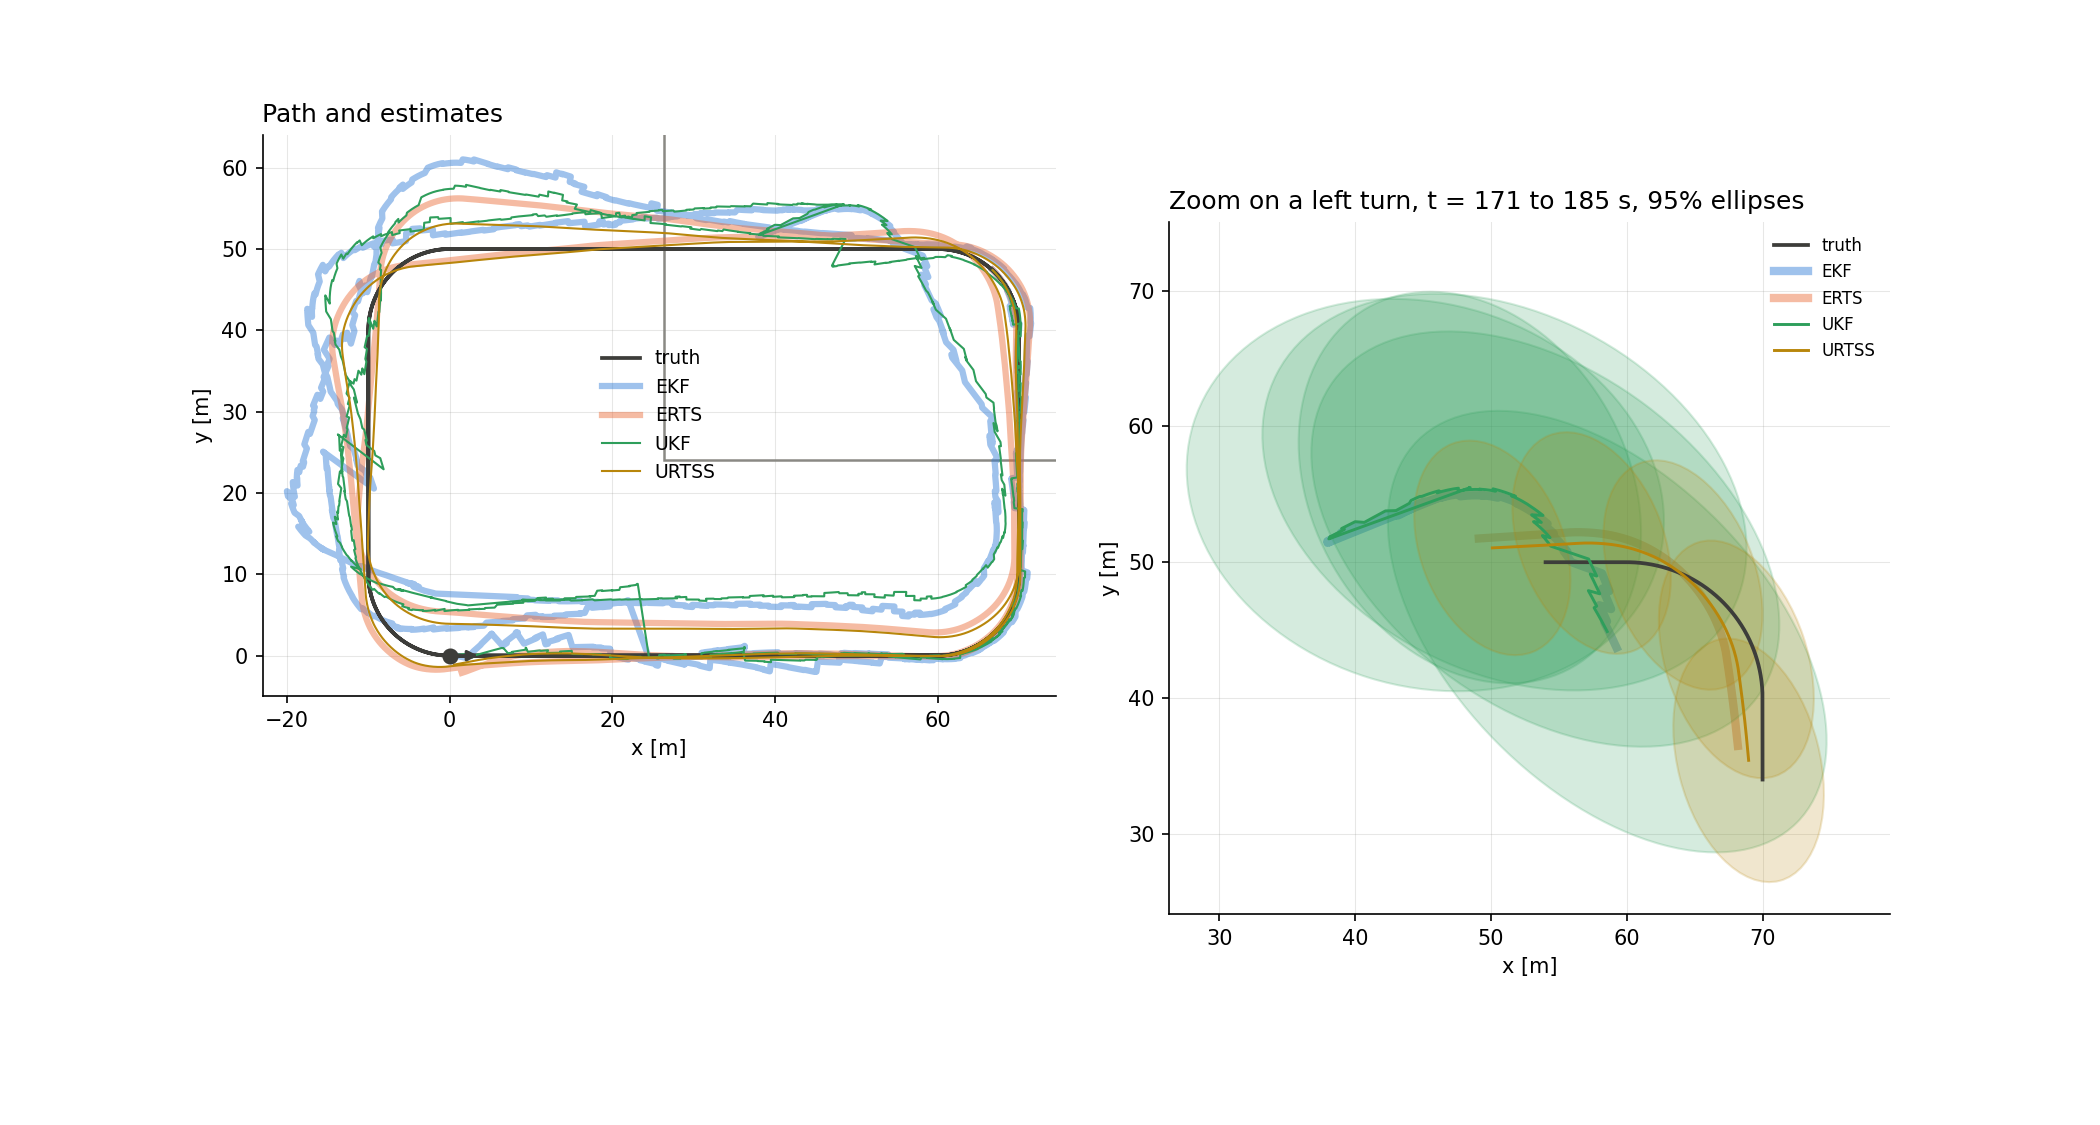 Path and estimates
60
50
40
30
20
10
0
y [m]
truth
EKF
ERTS
UKF
URTSS
−20
0
20
40
60
x [m]
Zoom on a left turn, t = 171 to 185 s, 95% ellipses
truth
EKF
ERTS
UKF
URTSS
70
60
50
40
30
y [m]
30
40
50
60
70
x [m]